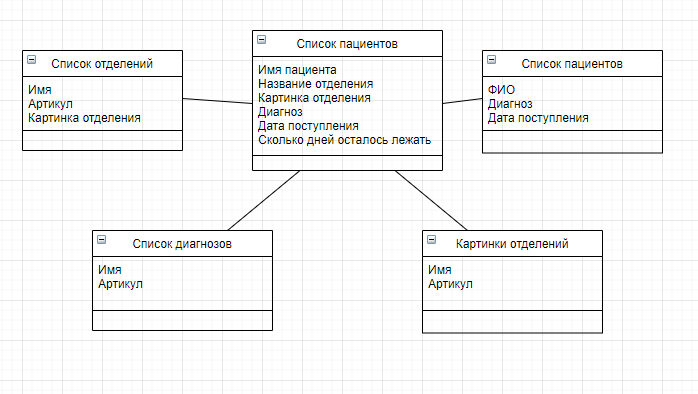 Список отделений
Имя
Артикул
Картинка отделения
Список пациентов
Имя пациента
Название отделения
Картинка отделения
Диагноз
Дата поступления
Сколько дней осталось лежать
Список пациентов
ФИО
Диагноз
Дата поступления
Список диагнозов
Имя
Артикул
Картинки отделений
Имя
Артикул